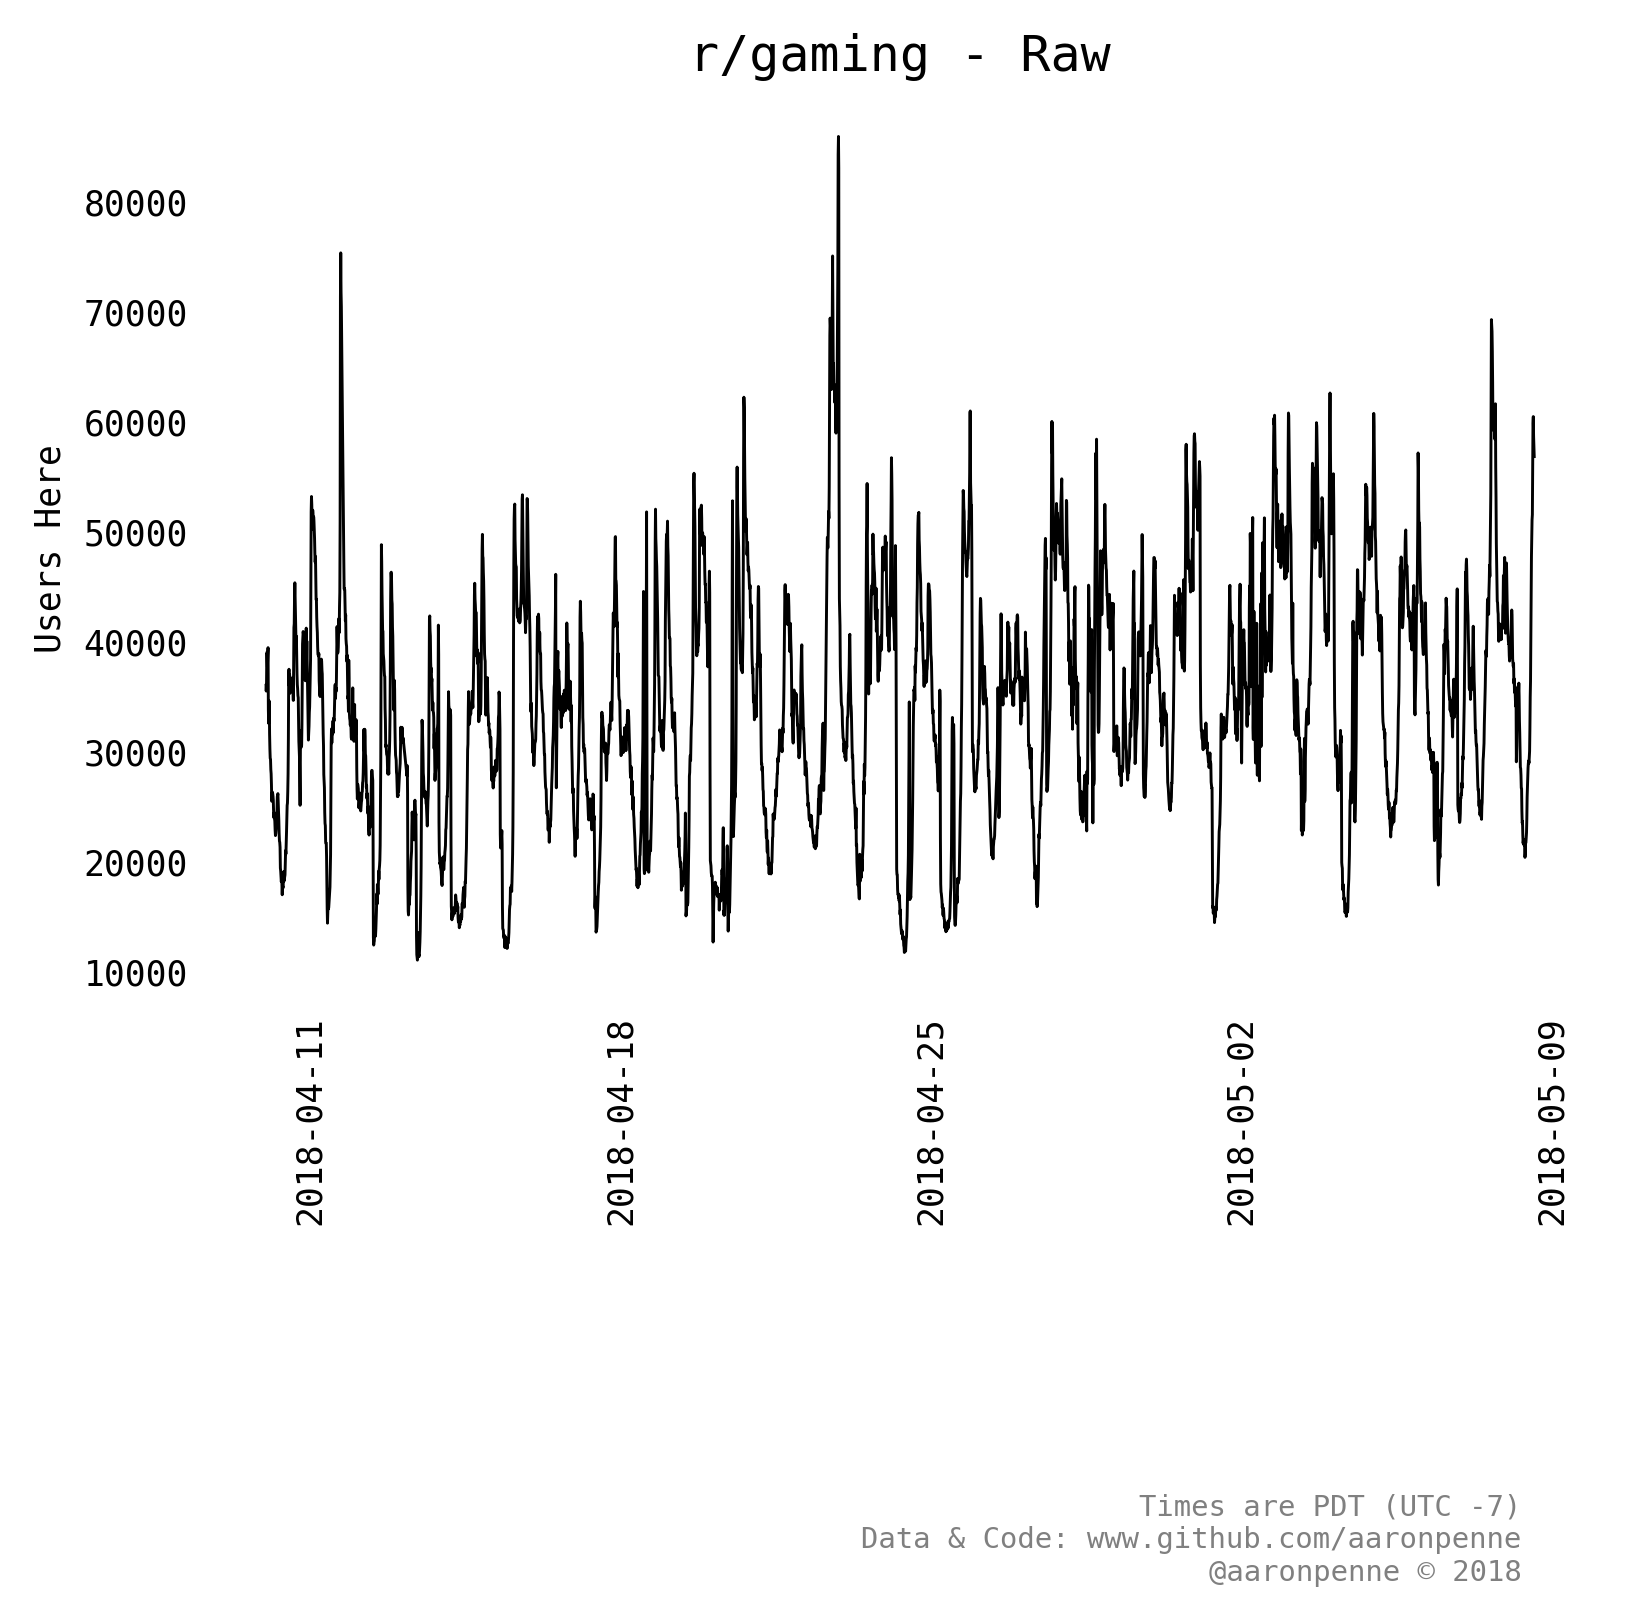 r/gaming - Raw
80000
70000
60000
50000
40000
30000
20000
10000
Users Here
2018-04-11
2018-04-18
2018-04-25
2018-05-02
2018-05-09
Times are PDT (UTC -7)
Data & Code: www.github.com/aaronpenne
@aaronpenne © 2018